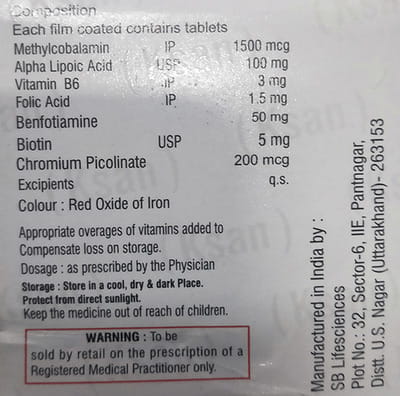 Composition
Each film coated contains tablets
Methylcobalamin IP 1500 mcg
Alpha Lipoic Acid USP 100 mg
Vitamin B6 IP 3 mg
Folic Acid IP 1.5 mg
Benfotiamine 50 mg
Biotin USP 5 mg
Chromium Picolinate 200 mcg
Excipients q.s.
Colour : Red Oxide of Iron
Appropriate overages of vitamins added to
Compensate loss on storage.
Dosage : as prescribed by the Physician
Storage : Store in a cool, dry & dark Place.
Protect from direct sunlight.
Keep the medicine out of reach of children.
WARNING : To be
sold by retail on the prescription of a
Registered Medical Practitioner only.
Manufactured in India by :
SB Lifesciences
Plot No.: 32, Sector-6, IIE, Pantnagar,
Distt. U.S. Nagar (Uttarakhand)- 263153